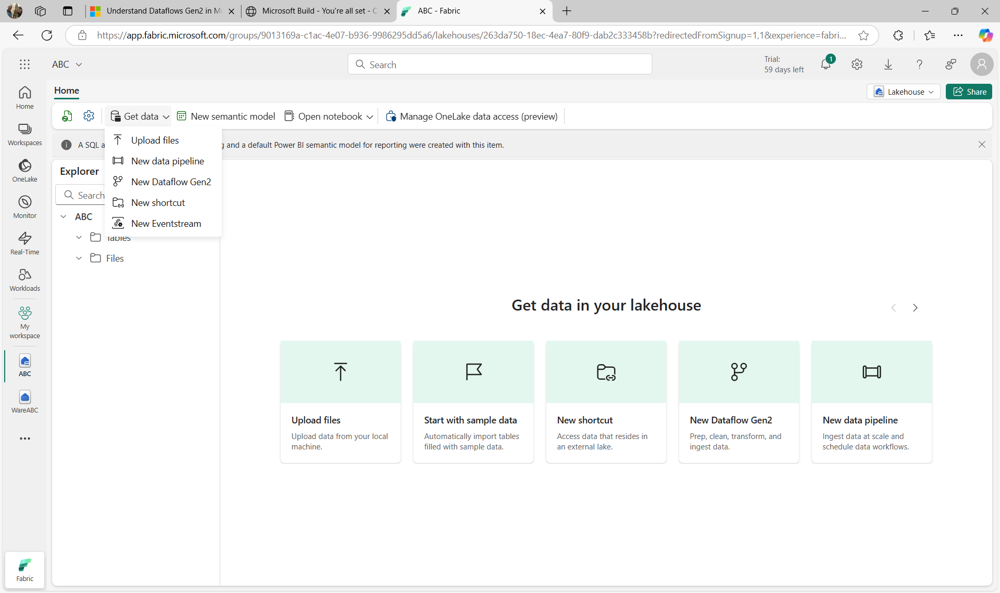 Understand Dataflows Gen2 in Mi
Microsoft Build - You're all set - C
ABC - Fabric
https://app.fabric.microsoft.com/groups/9013169a-c1ac-4e07-b936-9986295dd5a6/lakehouses/263da750-18ec-4ea7-80f9-dab2c333458b?redirectedFromSignup=1,1&experience=fabri...
ABC
Search
Trial:
59 days left
1
Home
Lakehouse
Share
Get data
New semantic model
Open notebook
Manage OneLake data access (preview)
A SQL a
g and a default Power BI semantic model for reporting were created with this item.
Upload files
New data pipeline
New Dataflow Gen2
New shortcut
New Eventstream
Explorer
Search
ABC
Tables
Files
Home
Workspaces
OneLake
Monitor
Real-Time
Workloads
My
workspace
ABC
WareABC
Fabric
Get data in your lakehouse
Upload files
Upload data from your local
machine.
Start with sample data
Automatically import tables
filled with sample data.
New shortcut
Access data that resides in
an external lake.
New Dataflow Gen2
Prep, clean, transform, and
ingest data.
New data pipeline
Ingest data at scale and
schedule data workflows.